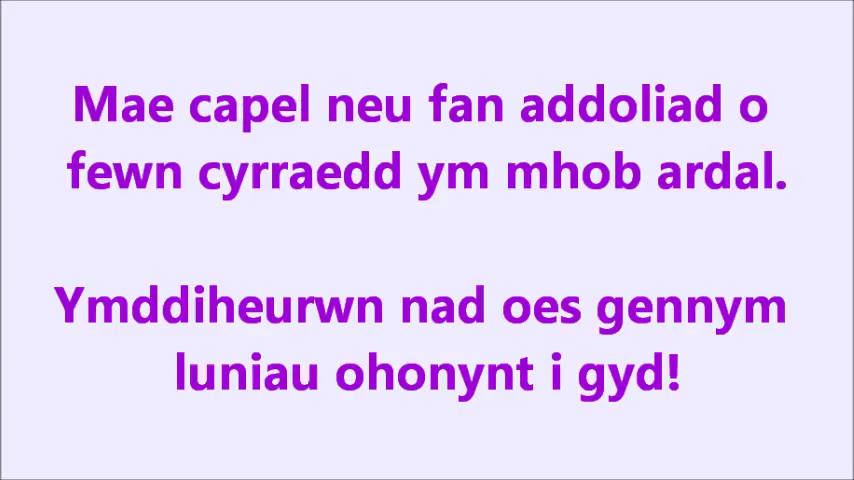 Mae capel neu fan addoliad o
fewn cyrraedd ym mhob ardal.
Ymddiheurwn nad oes gennym
luniau ohonynt i gyd!